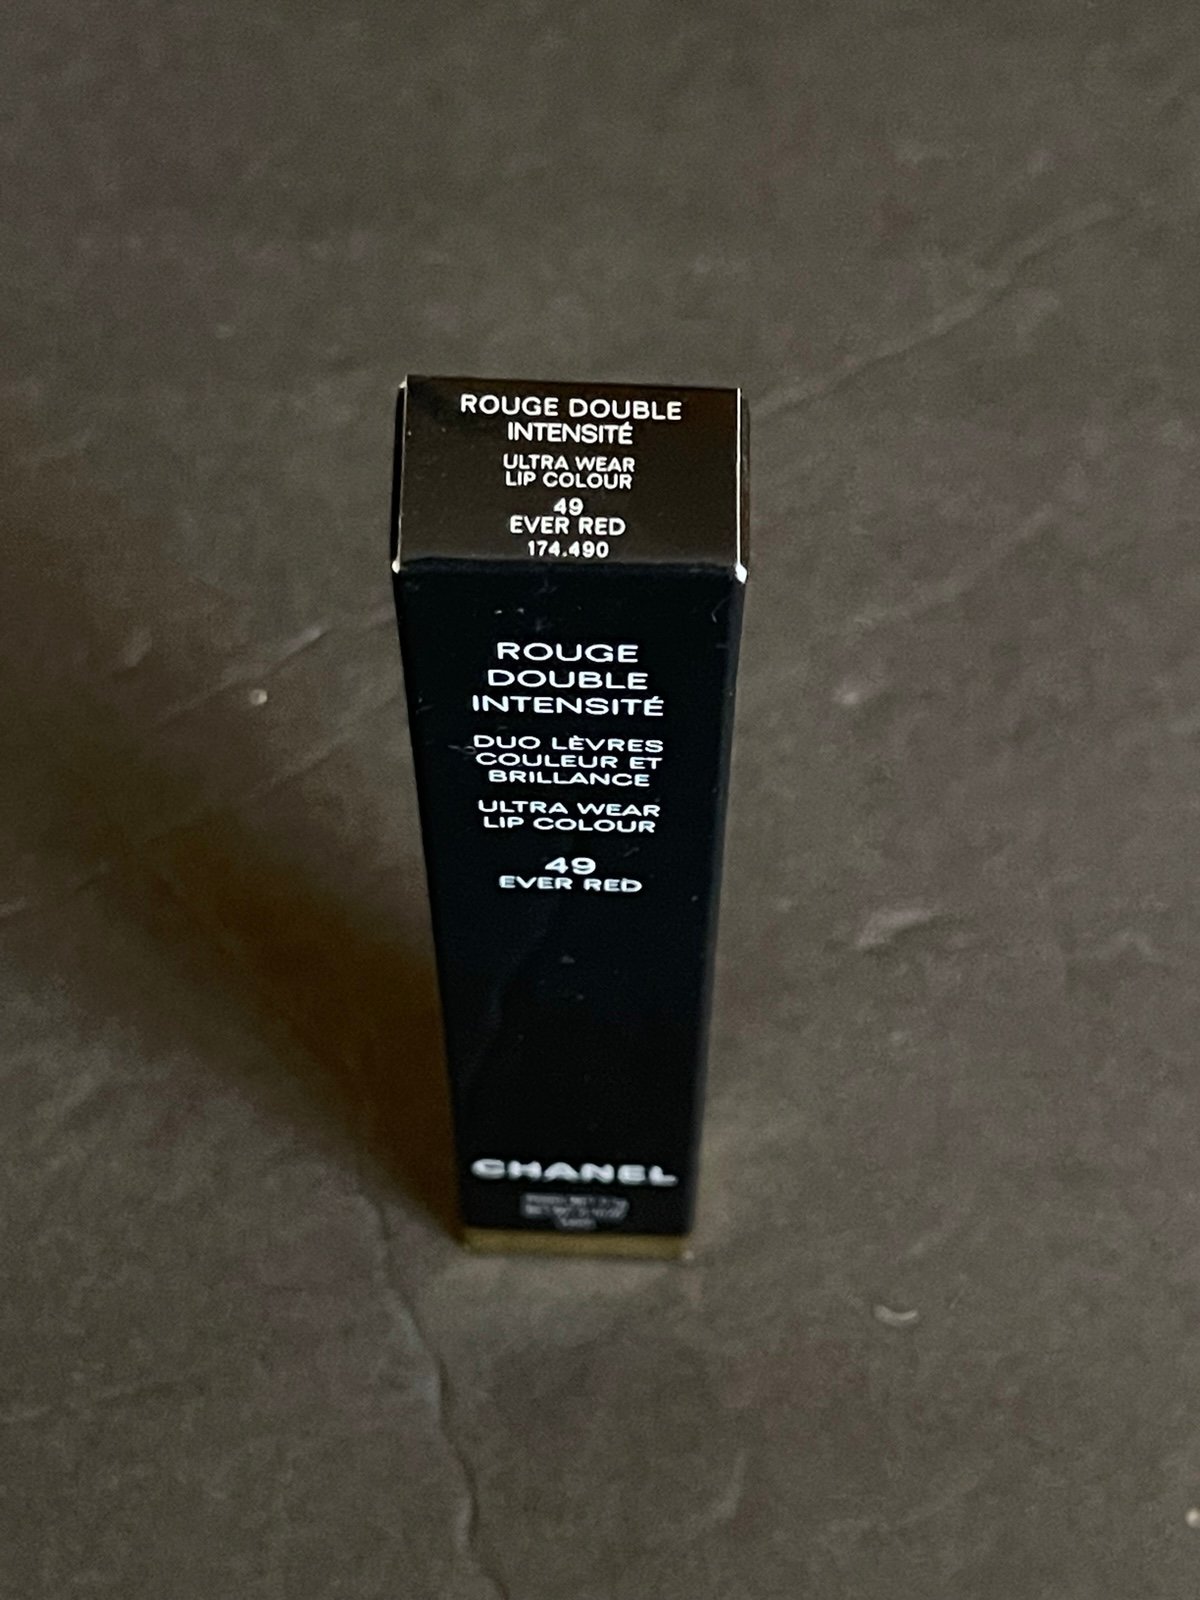 ROUGE DOUBLE
INTENSITÉ
ULTRA WEAR
LIP COLOUR
49
EVER RED
174.490
ROUGE
DOUBLE
INTENSITÉ
DUO LÈVRES
COULEUR ET
BRILLANCE
ULTRA WEAR
LIP COLOUR
49
EVER RED
CHANEL